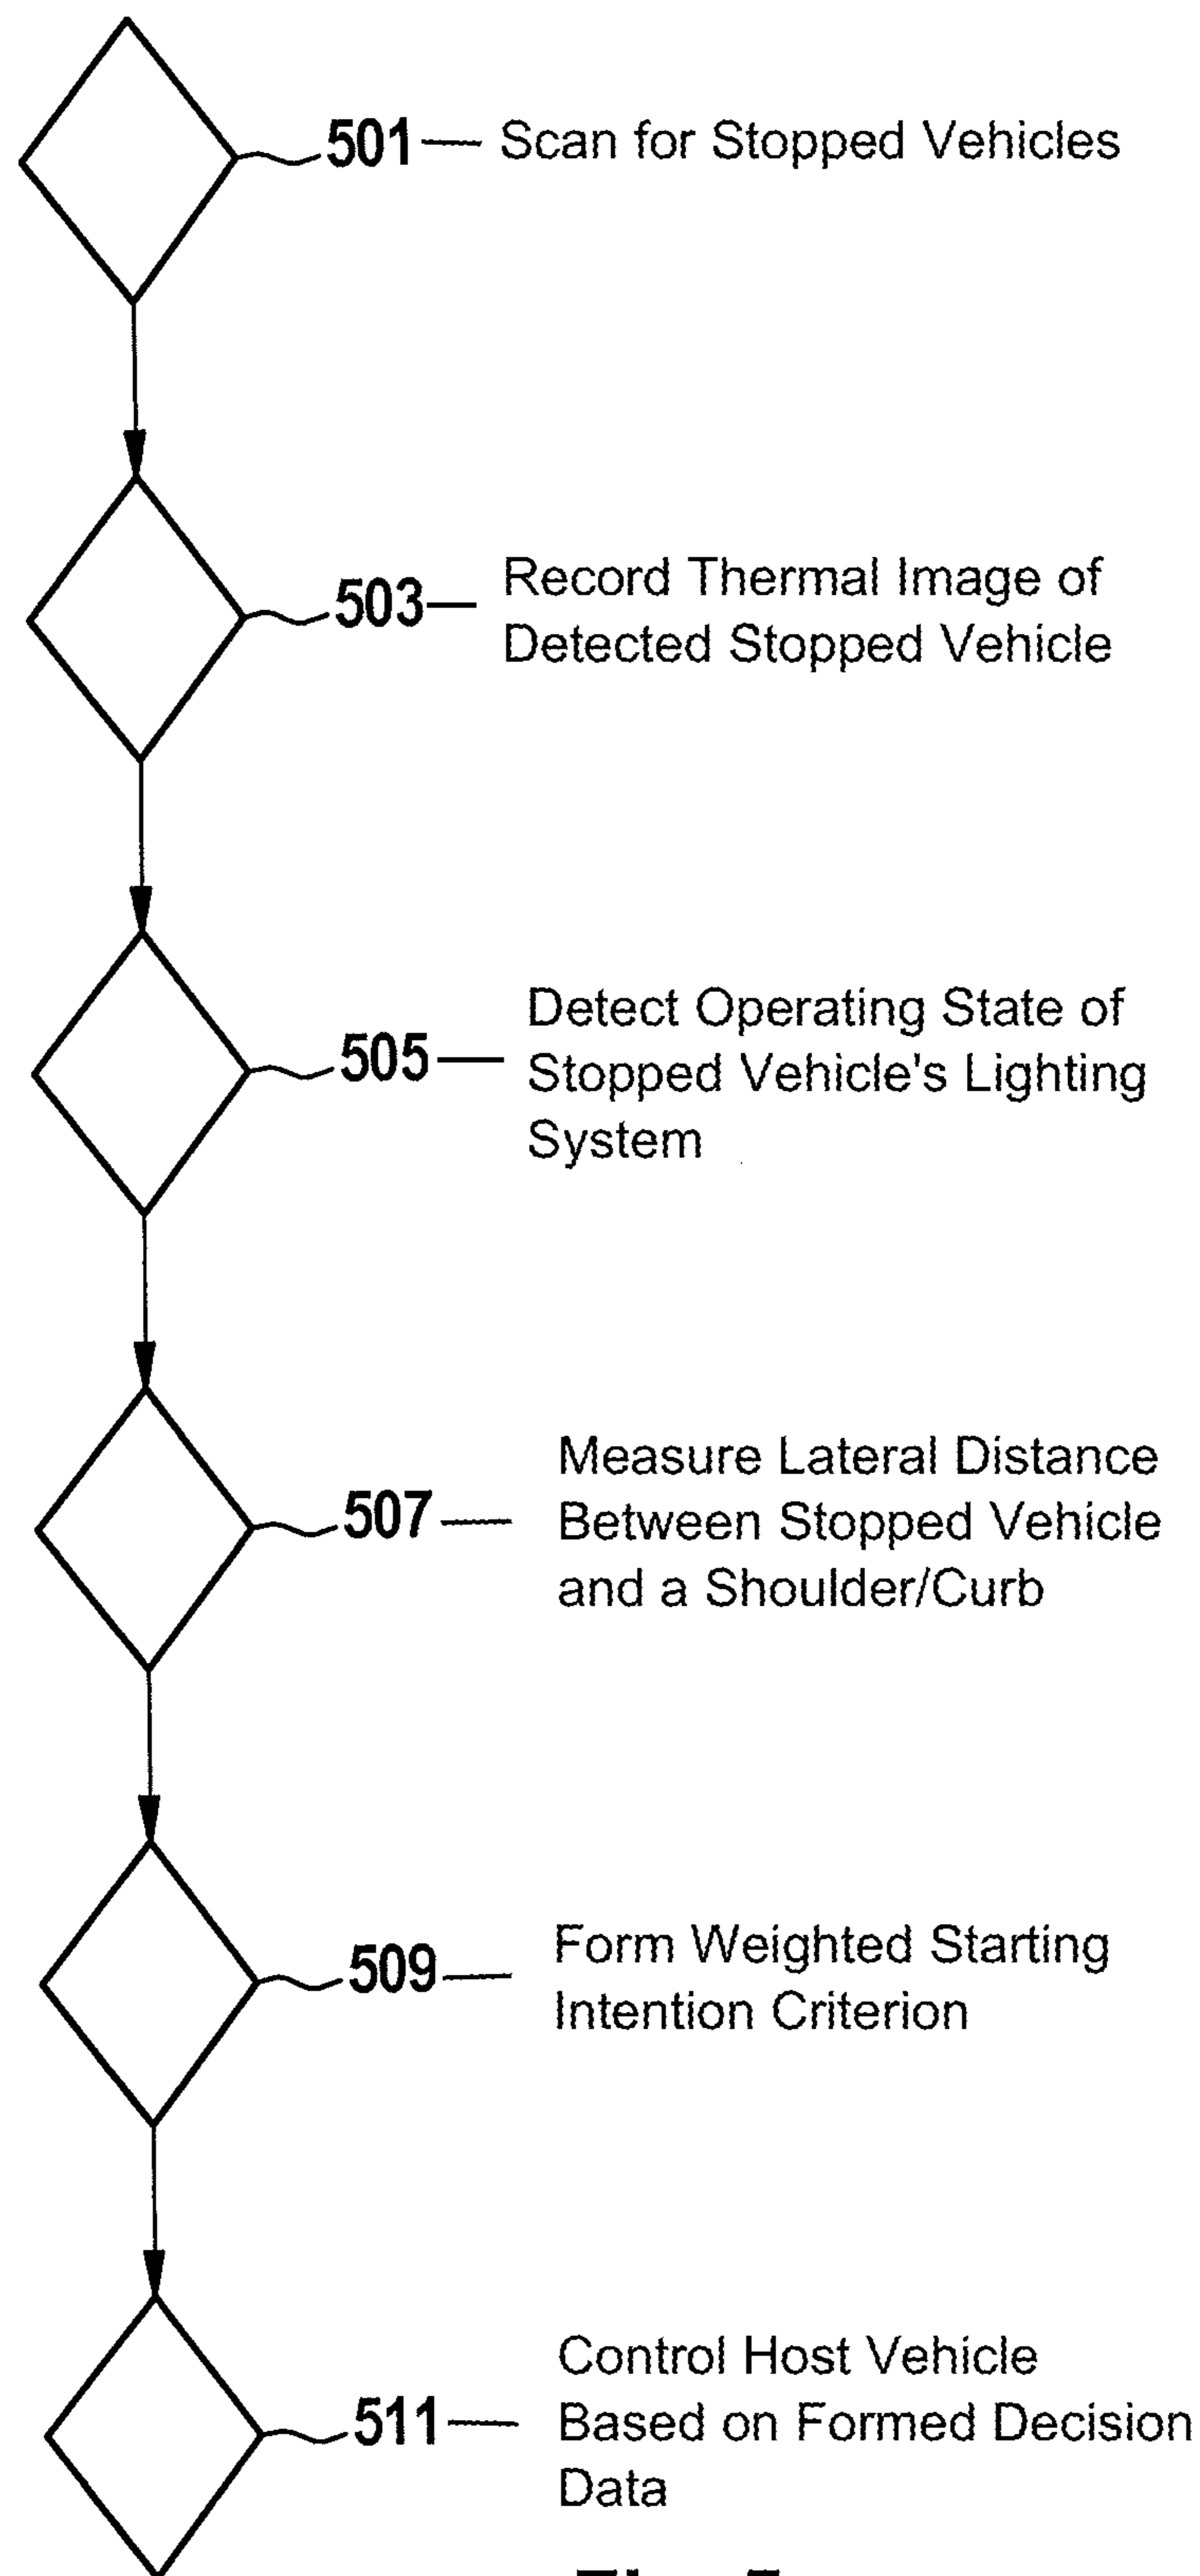 501 — Scan for Stopped Vehicles
503 — Record Thermal Image of
Detected Stopped Vehicle
505 — Detect Operating State of
Stopped Vehicle's Lighting
System
507 — Measure Lateral Distance
Between Stopped Vehicle
and a Shoulder/Curb
509 — Form Weighted Starting
Intention Criterion
511 — Control Host Vehicle
Based on Formed Decision
Data